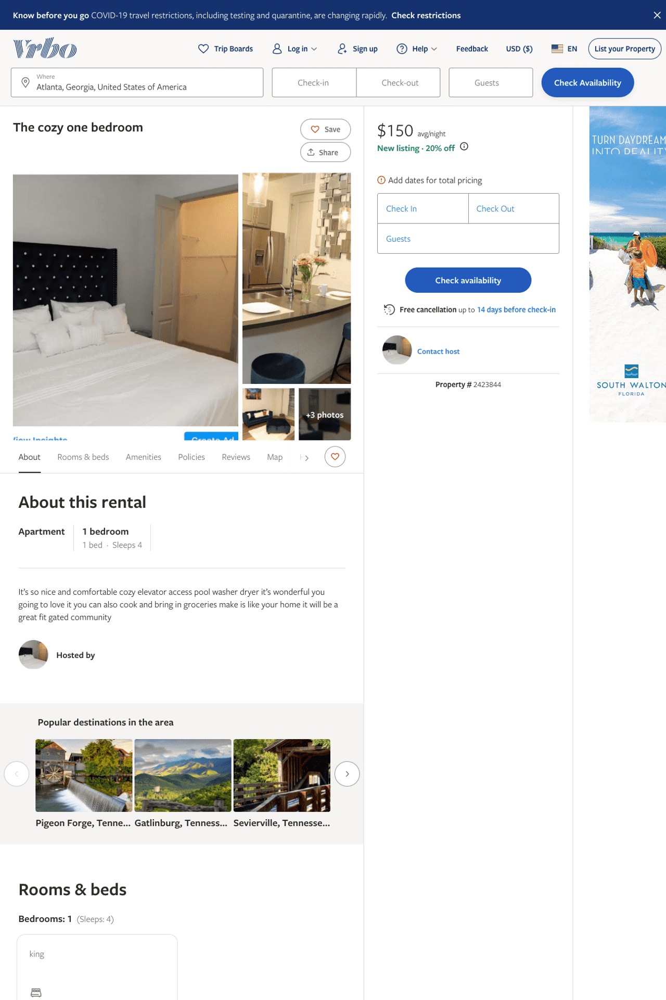 Know before you go COVID-19 travel restrictions, including testing and quarantine, are changing rapidly. Check restrictions
Vrbo
Trip Boards
Log in
Sign up
Help
Feedback
USD ($)
EN
List your Property
Where
Atlanta, Georgia, United States of America
Check-in
Check-out
Guests
Check Availability
The cozy one bedroom
Save
Share
+3 photos
Create Ad
About
Rooms & beds
Amenities
Policies
Reviews
Map
About this rental
Apartment
1 bedroom
1 bed · Sleeps 4
It's so nice and comfortable cozy elevator access pool washer dryer it's wonderful you
going to love it you can also cook and bring in groceries make is like your home it will be a
great fit gated community
Hosted by
Popular destinations in the area
Pigeon Forge, Tenne...
Gatlinburg, Tenness...
Sevierville, Tennesse...
Rooms & beds
Bedrooms: 1 (Sleeps: 4)
king
$150 avg/night
New listing · 20% off
Add dates for total pricing
Check In
Check Out
Guests
Check availability
Free cancellation up to 14 days before check-in
Contact host
Property # 2423844
TURN DAYDREAM
INTO REALITY
SOUTH WALTON
FLORIDA